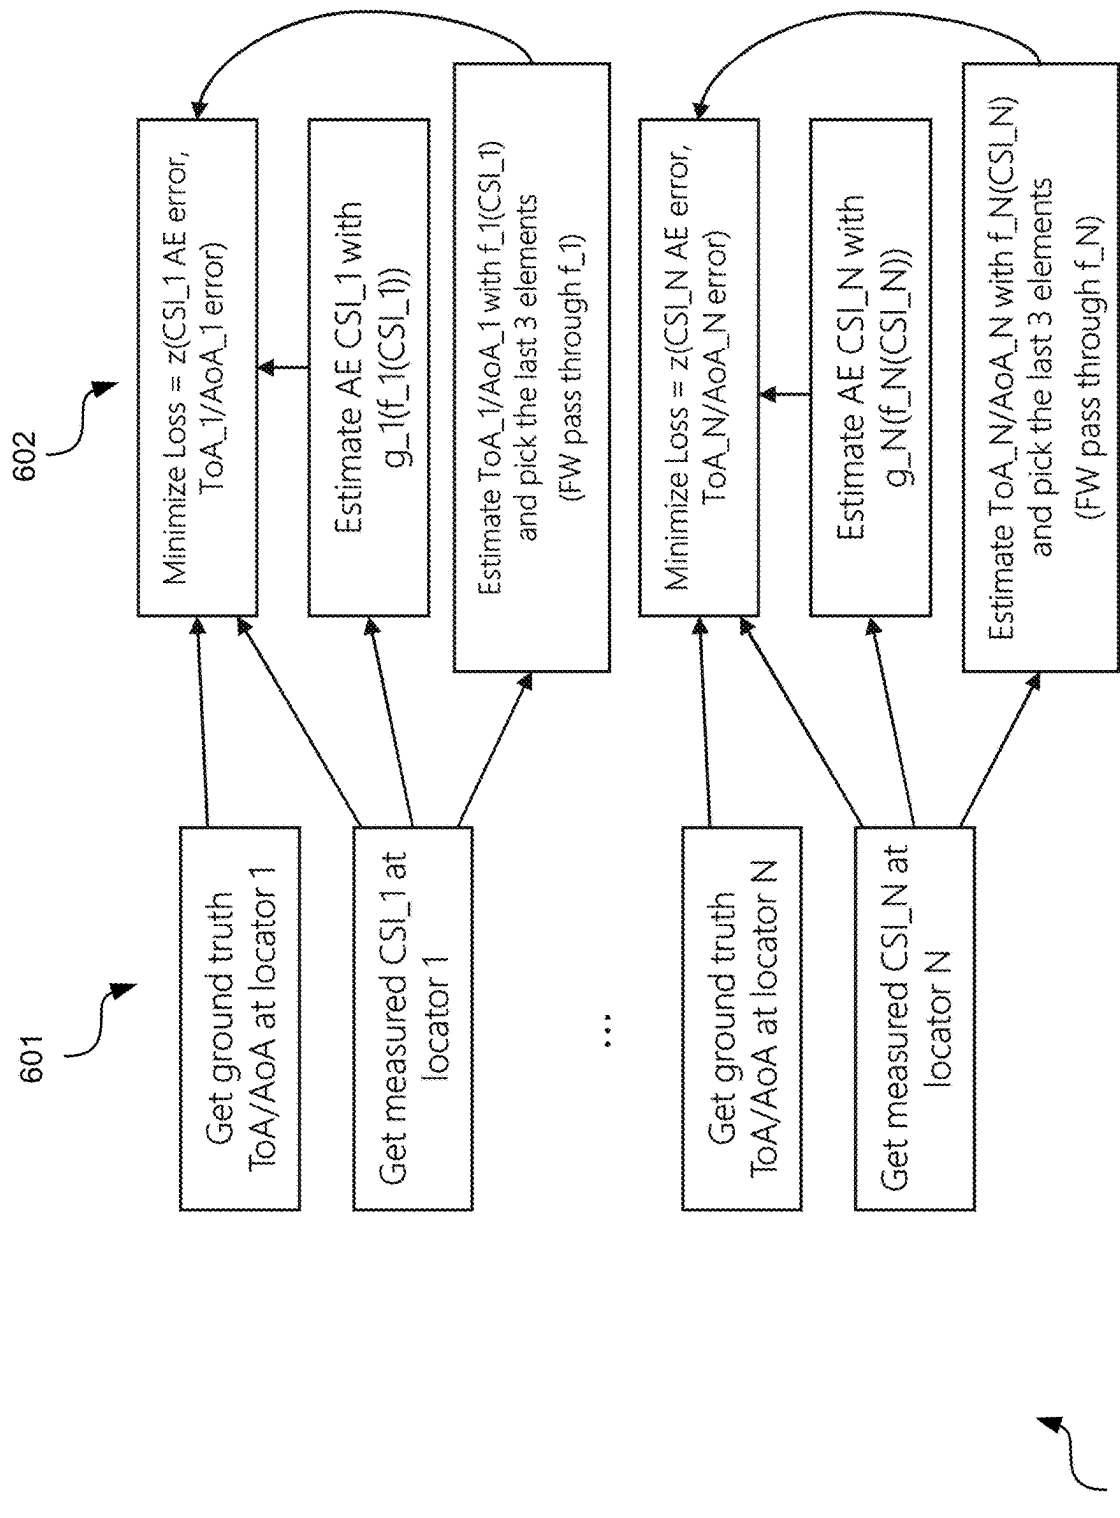 601
602
Get ground truth
ToA/AoA at locator 1
Get measured CSI_1 at
locator 1
Minimize Loss = z(CSI_1 AE error,
ToA_1/AoA_1 error)
Estimate AE CSI_1 with
g_1(f_1(CSI_1))
Estimate ToA_1/AoA_1 with f_1(CSI_1)
and pick the last 3 elements
(FW pass through f_1)
...
Get ground truth
ToA/AoA at locator N
Get measured CSI_N at
locator N
Minimize Loss = z(CSI_N AE error,
ToA_N/AoA_N error)
Estimate AE CSI_N with
g_N(f_N(CSI_N))
Estimate ToA_N/AoA_N with f_N(CSI_N)
and pick the last 3 elements
(FW pass through f_N)